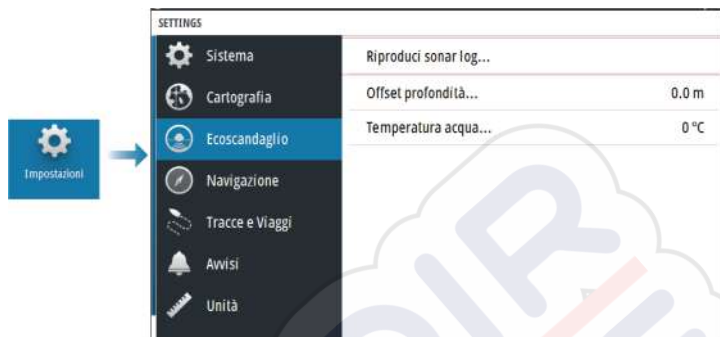 SETTINGS
Impostazioni
Sistema
Cartografia
Ecoscandaglio
Navigazione
Tracce e Viaggi
Avvisi
Unità
Riproduci sonar log...
Offset profondità... 0.0 m
Temperatura acqua... 0 °C